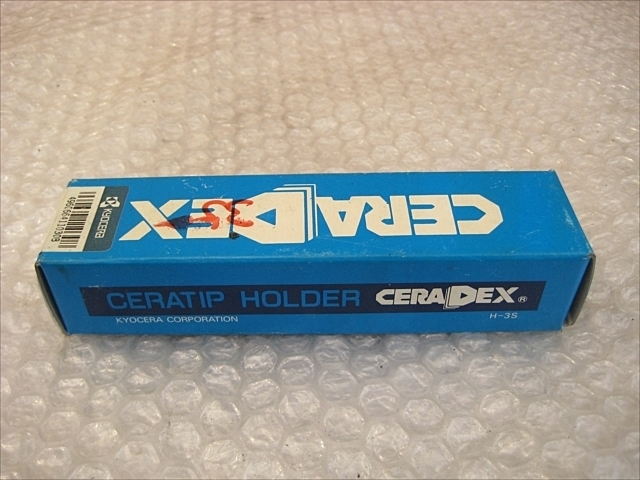 CERADEX
KYOCERA
CERATIP HOLDER CERADEX®
KYOCERA CORPORATION
H-3S